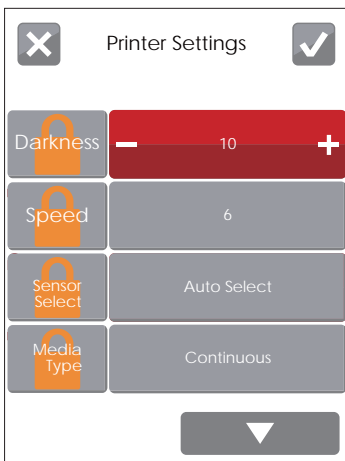 Printer Settings
Darkness
10
Speed
6
Sensor
Select
Auto Select
Media
Type
Continuous